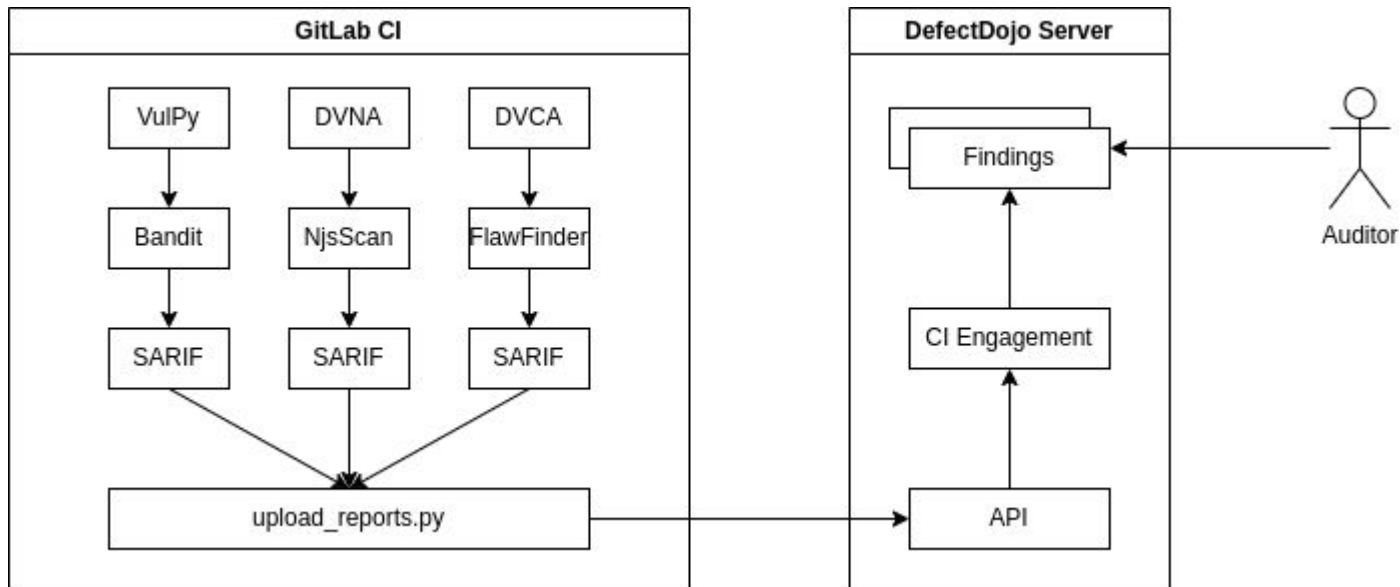 GitLab CI
DefectDojo Server
VulPy
DVNA
DVCA
Findings
Bandit
NjsScan
FlawFinder
Auditor
SARIF
SARIF
SARIF
CI Engagement
upload_reports.py
API